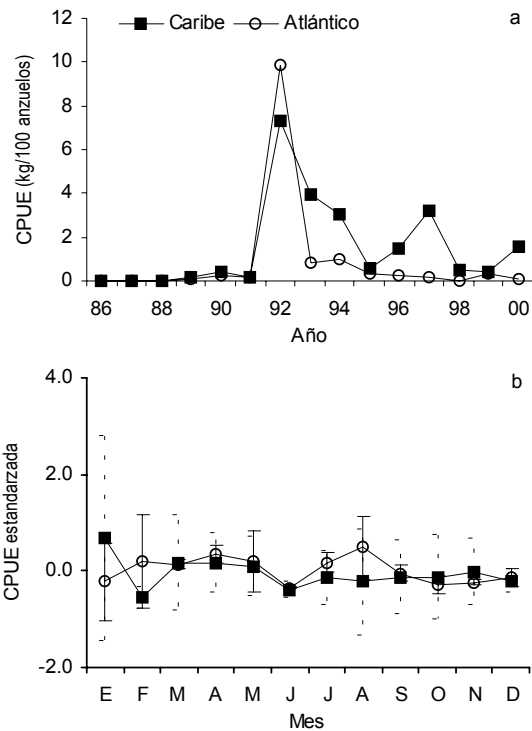 a
Caribe Atlántico
CPUE (kg/100 anzuelos)
12
10
8
6
4
2
0
86 88 90 92 94 96 98 00
Año
b
CPUE estandarzada
4.0
2.0
0.0
-2.0
E F M A M J J A S O N D
Mes